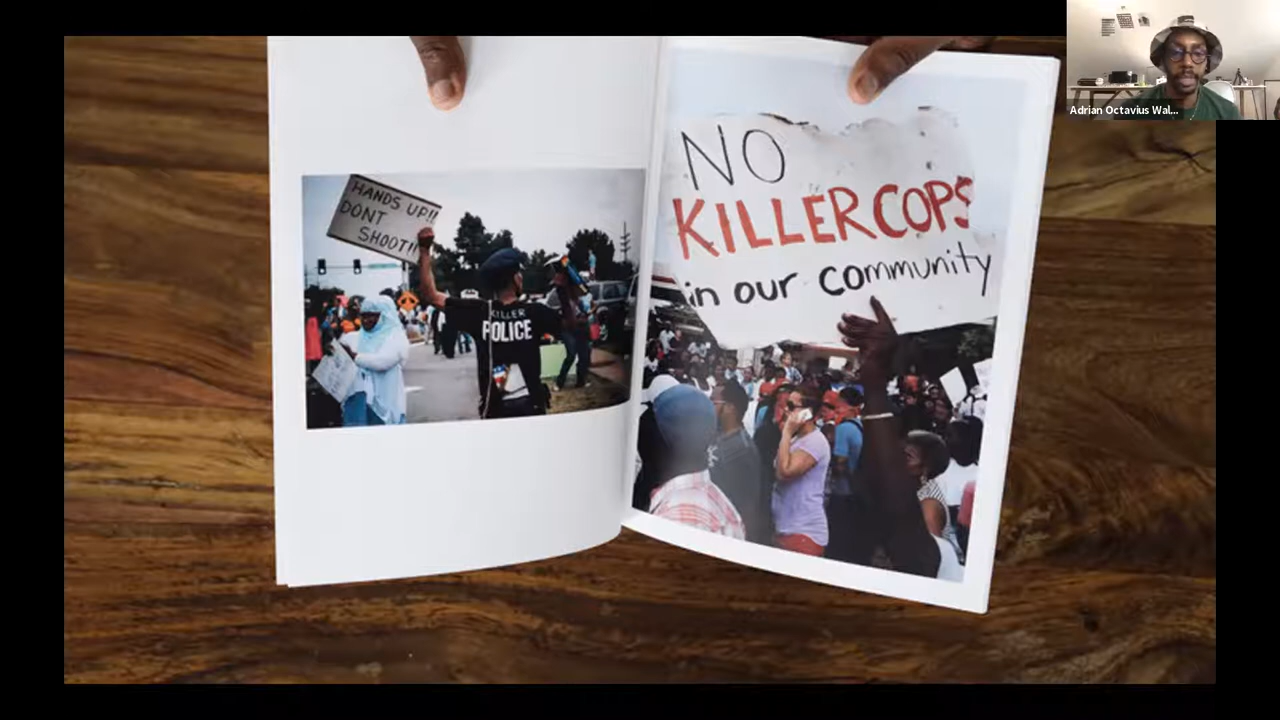 HANDS UP!!
DONT
SHOOT!!
KILLER
POLICE
NO
KILLER COPS
in our community
Adrian Octavius Wal...